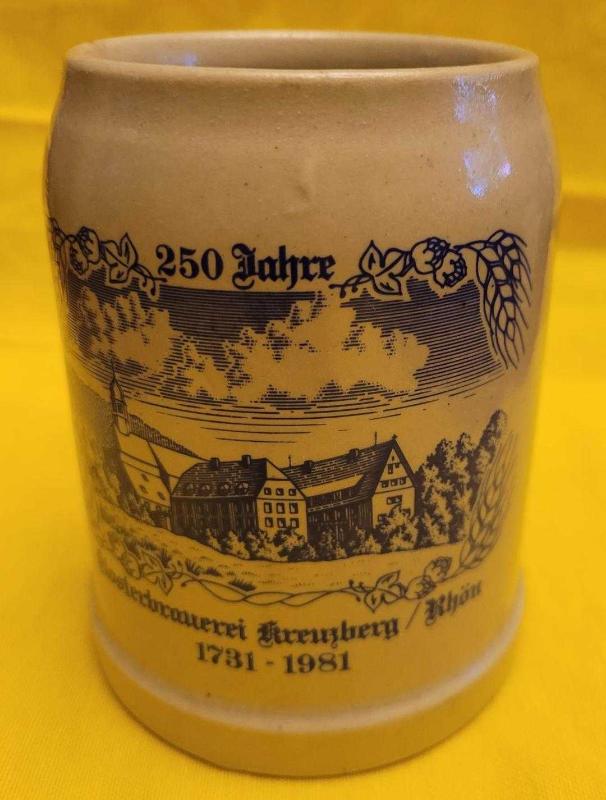 250 Jahre
Klosterbrauerei Kreuzberg / Rhön
1731 - 1981